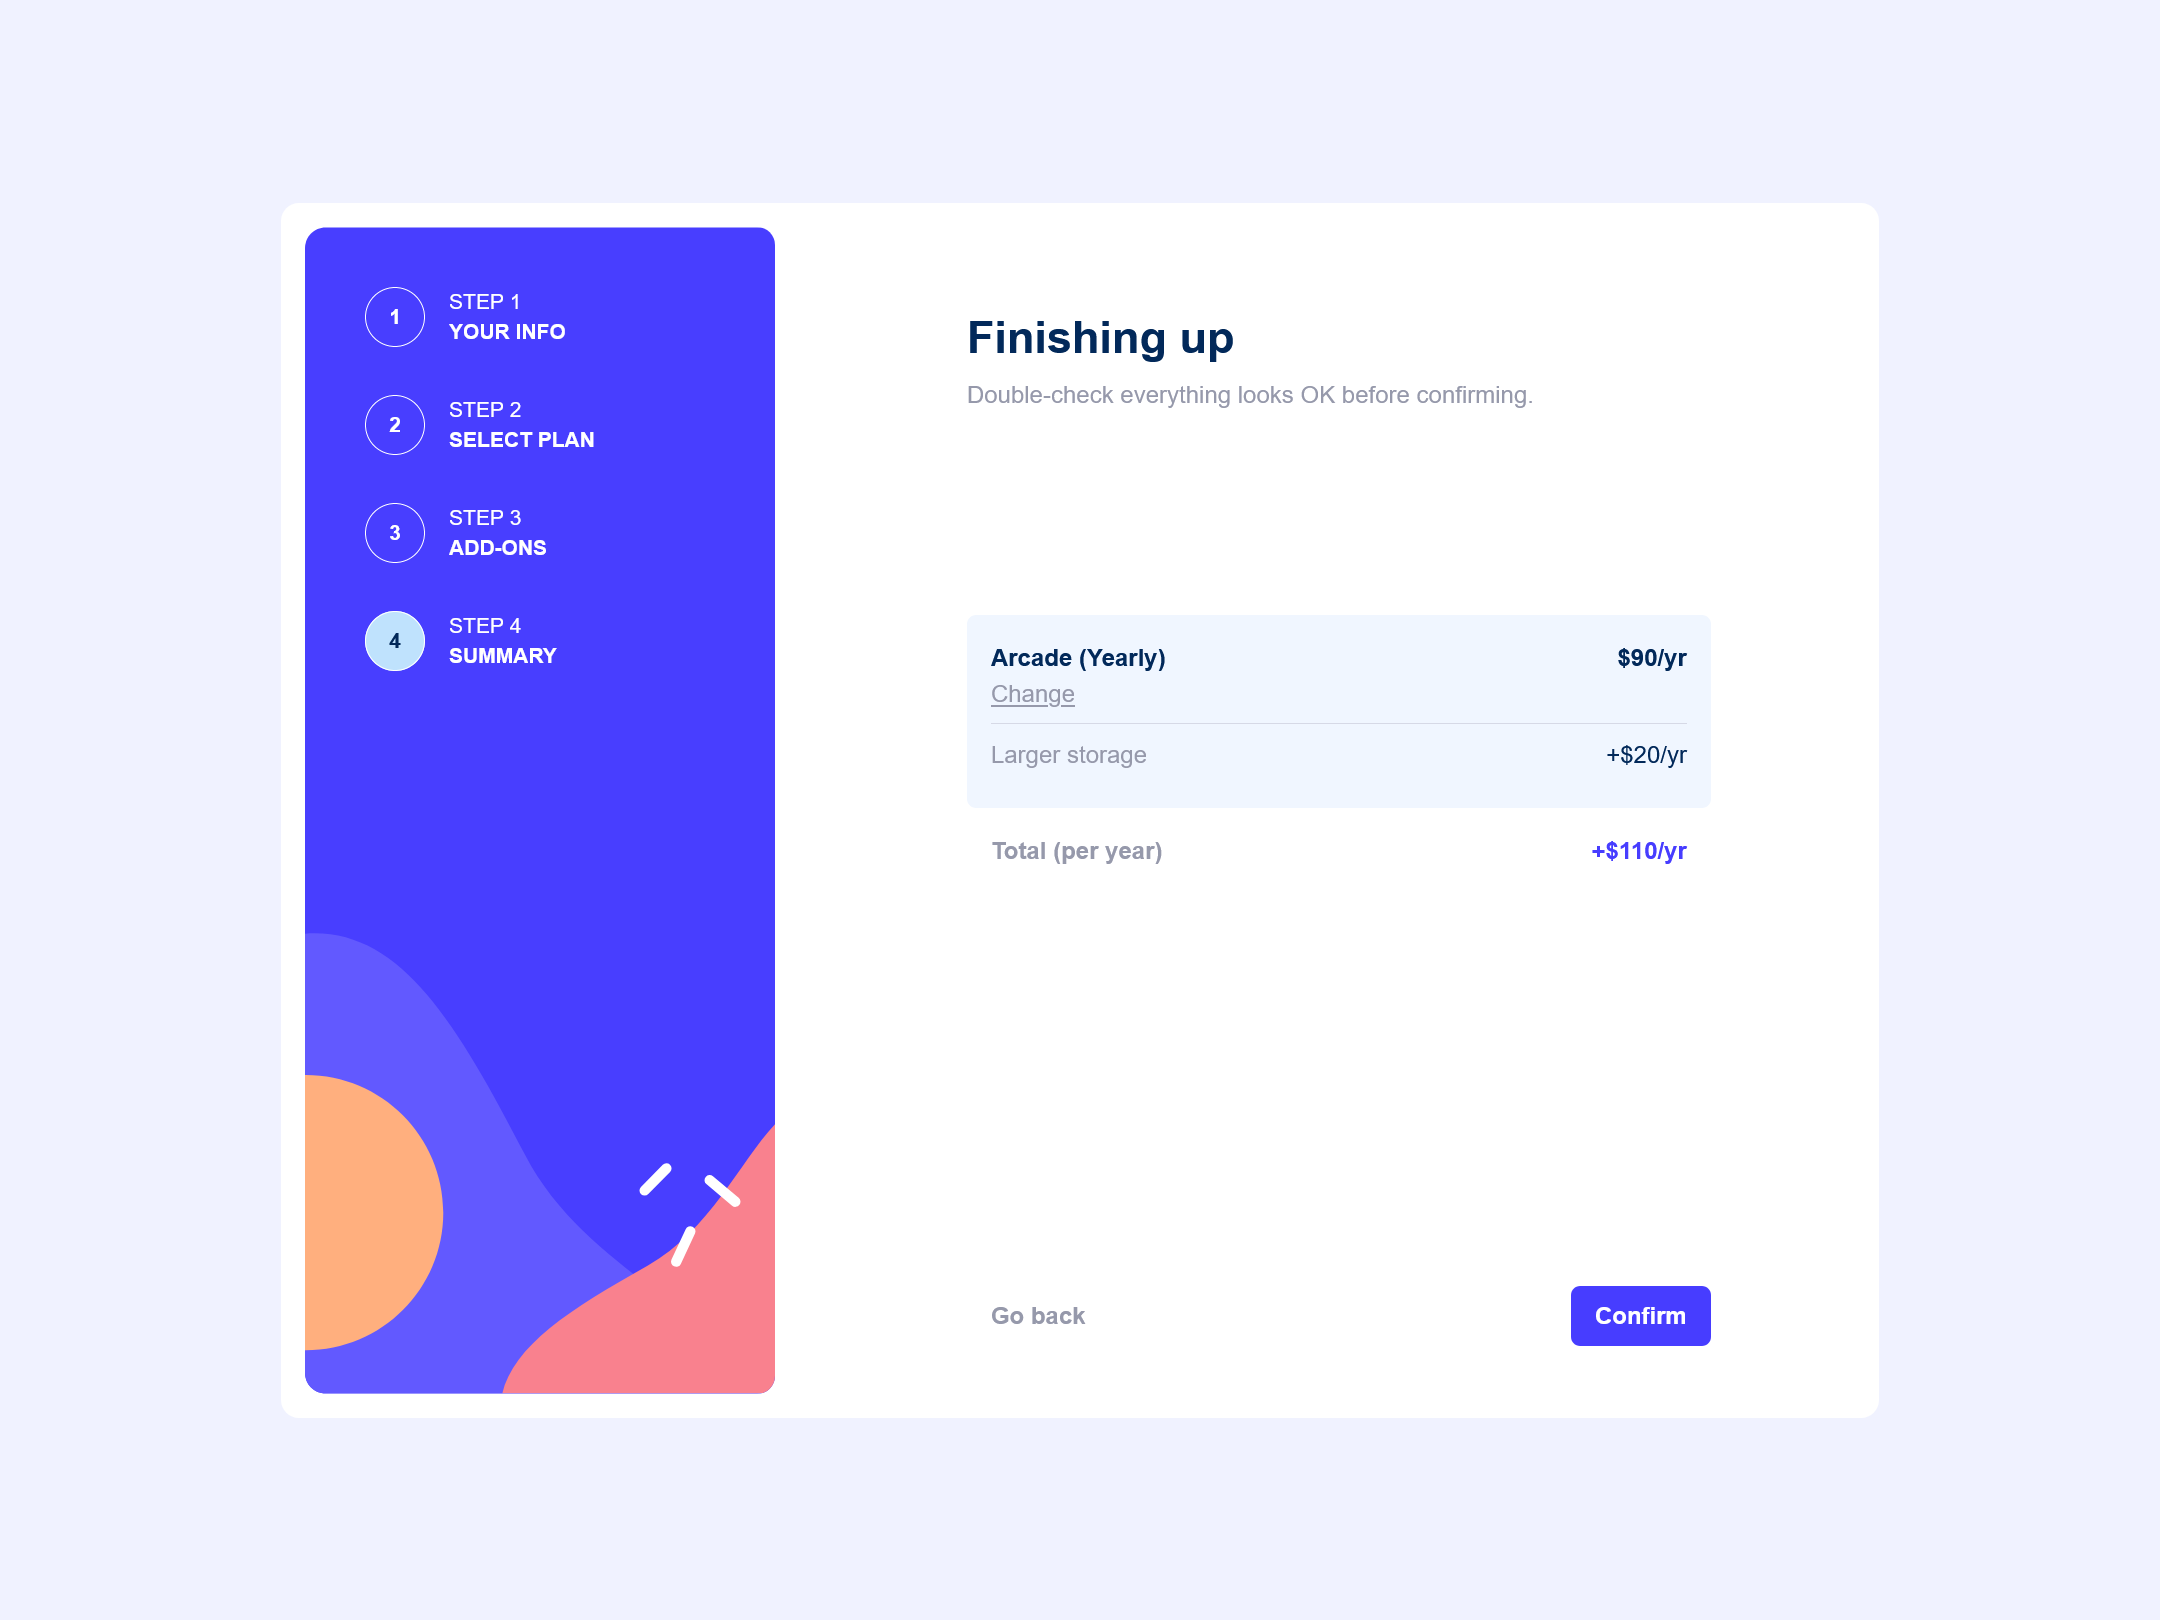 1
STEP 1
YOUR INFO
2
STEP 2
SELECT PLAN
3
STEP 3
ADD-ONS
4
STEP 4
SUMMARY
Finishing up
Double-check everything looks OK before confirming.
Arcade (Yearly) $90/yr
Change
Larger storage +$20/yr
Total (per year) +$110/yr
Go back Confirm